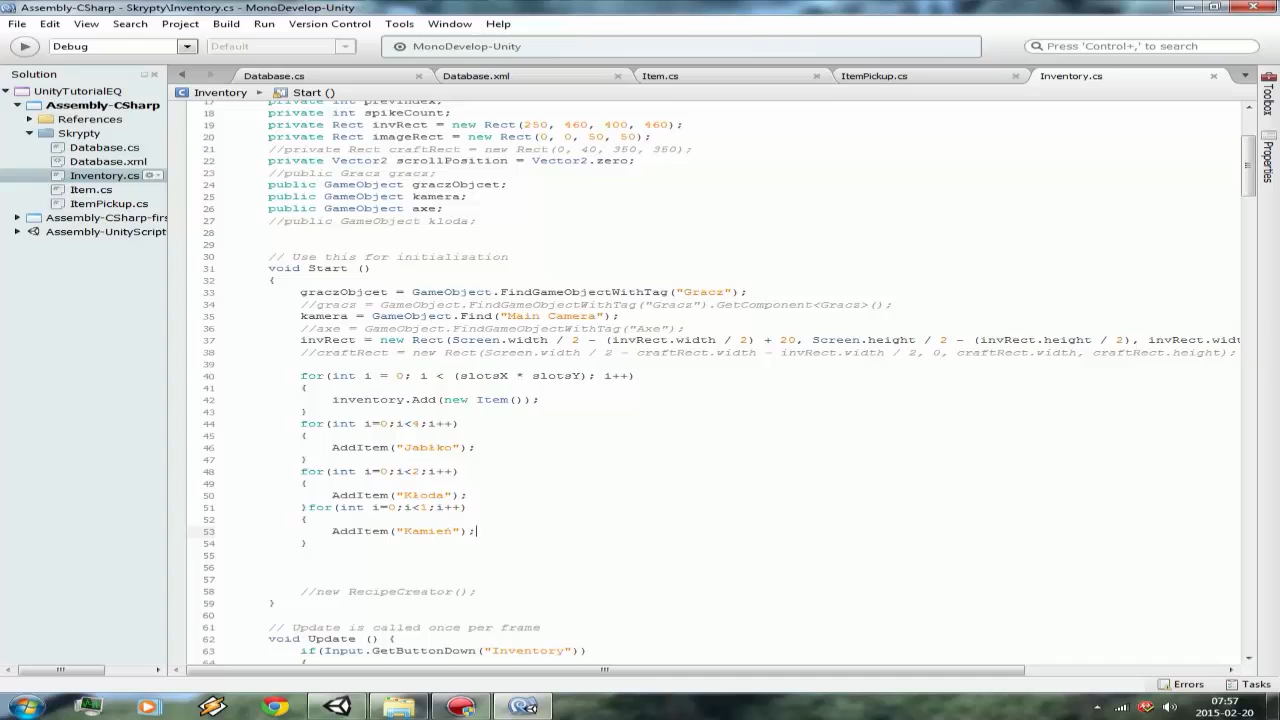 Assembly-CSharp - Skrypty\Inventory.cs - MonoDevelop-Unity
File Edit View Search Project Build Run Version Control Tools Window Help
Debug Default MonoDevelop-Unity Press 'Control+,' to search
Solution Database.cs Database.xml Item.cs ItemPickup.cs Inventory.cs
UnityTutorialEQ
Assembly-CSharp
References
Skrypty
Database.cs
Database.xml
Inventory.cs
Item.cs
ItemPickup.cs
Assembly-CSharp-firs
Assembly-UnityScript
Inventory Start ()
17 private int prevIndex;
18 private int spikeCount;
19 private Rect invRect = new Rect(250, 460, 400, 460);
20 private Rect imageRect = new Rect(0, 0, 50, 50);
21 //private Rect craftRect = new Rect(0, 40, 350, 350);
22 private Vector2 scrollPosition = Vector2.zero;
23 //public Gracz gracz;
24 public GameObject graczObjcet;
25 public GameObject kamera;
26 public GameObject axe;
27 //public GameObject kloda;
28
29
30 // Use this for initialization
31 void Start ()
32 {
33 graczObjcet = GameObject.FindGameObjectWithTag("Gracz");
34 //gracz = GameObject.FindGameObjectWithTag("Gracz").GetComponent<Gracz>();
35 kamera = GameObject.Find("Main Camera");
36 //axe = GameObject.FindGameObjectWithTag("Axe");
37 invRect = new Rect(Screen.width / 2 - (invRect.width / 2) + 20, Screen.height / 2 - (invRect.height / 2), invRect.widt
38 //craftRect = new Rect(Screen.width / 2 - craftRect.width - invRect.width / 2, 0, craftRect.width, craftRect.height);
39
40 for(int i = 0; i < (slotsX * slotsY); i++)
41 {
42 inventory.Add(new Item());
43 }
44 for(int i=0;i<4;i++)
45 {
46 AddItem("Jabłko");
47 }
48 for(int i=0;i<2;i++)
49 {
50 AddItem("Kłoda");
51 }for(int i=0;i<1;i++)
52 {
53 AddItem("Kamień");
54 }
55
56
57
58 //new RecipeCreator();
59 }
60
61 // Update is called once per frame
62 void Update () {
63 if(Input.GetButtonDown("Inventory"))
64 {
Toolbox
Properties
Errors Tasks
07:57
2015-02-20